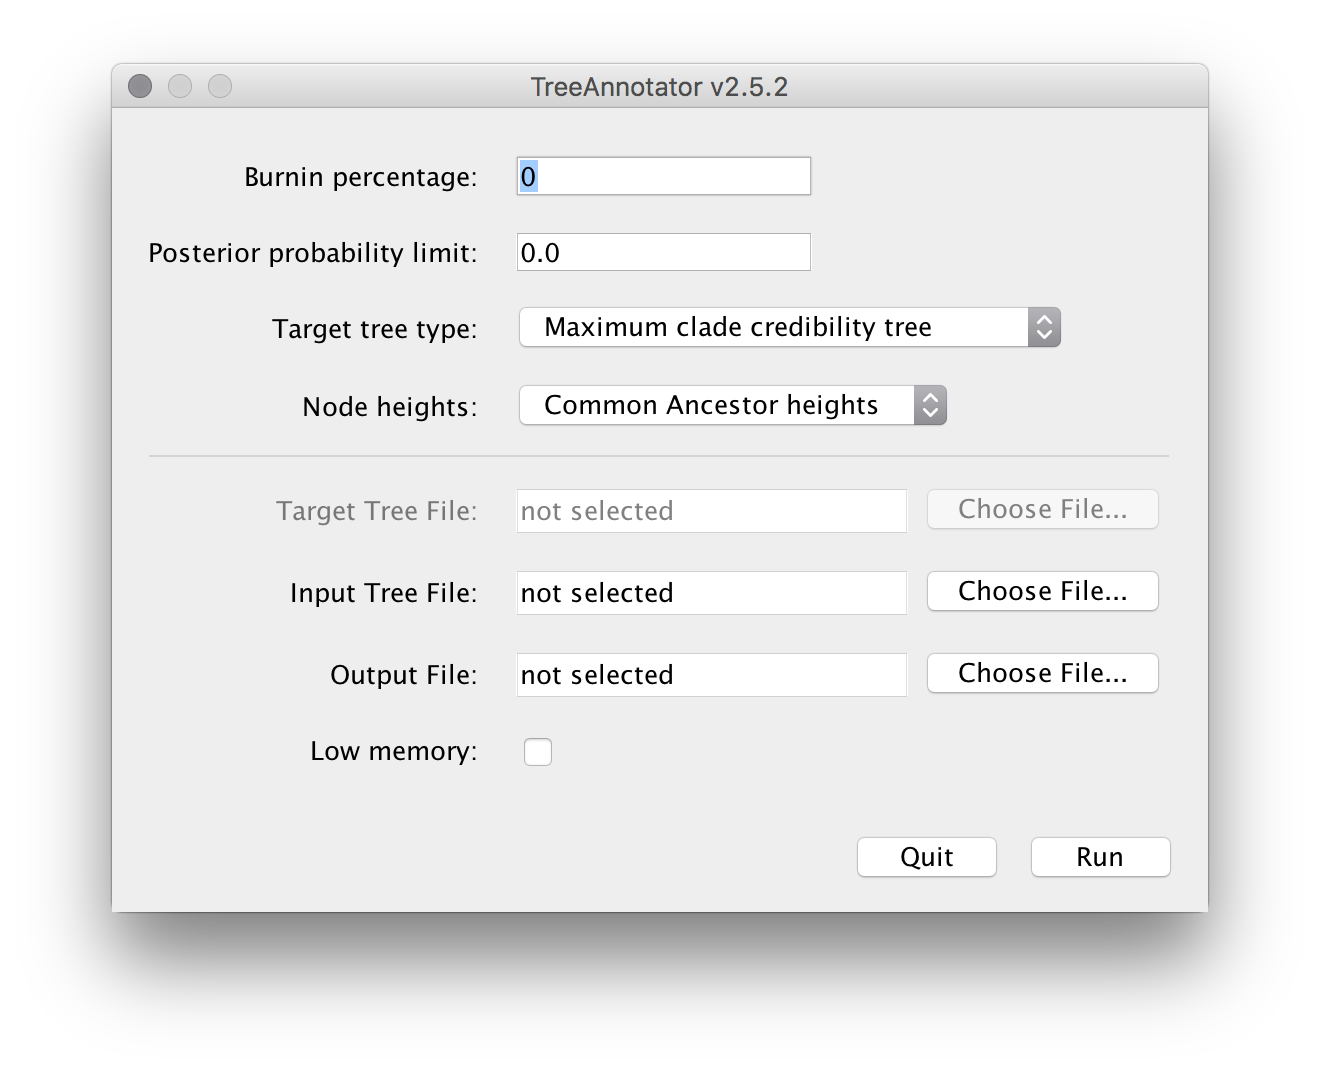 TreeAnnotator v2.5.2
Burnin percentage: 0
Posterior probability limit: 0.0
Target tree type: Maximum clade credibility tree
Node heights: Common Ancestor heights
Target Tree File: not selected Choose File...
Input Tree File: not selected Choose File...
Output File: not selected Choose File...
Low memory:
Quit Run